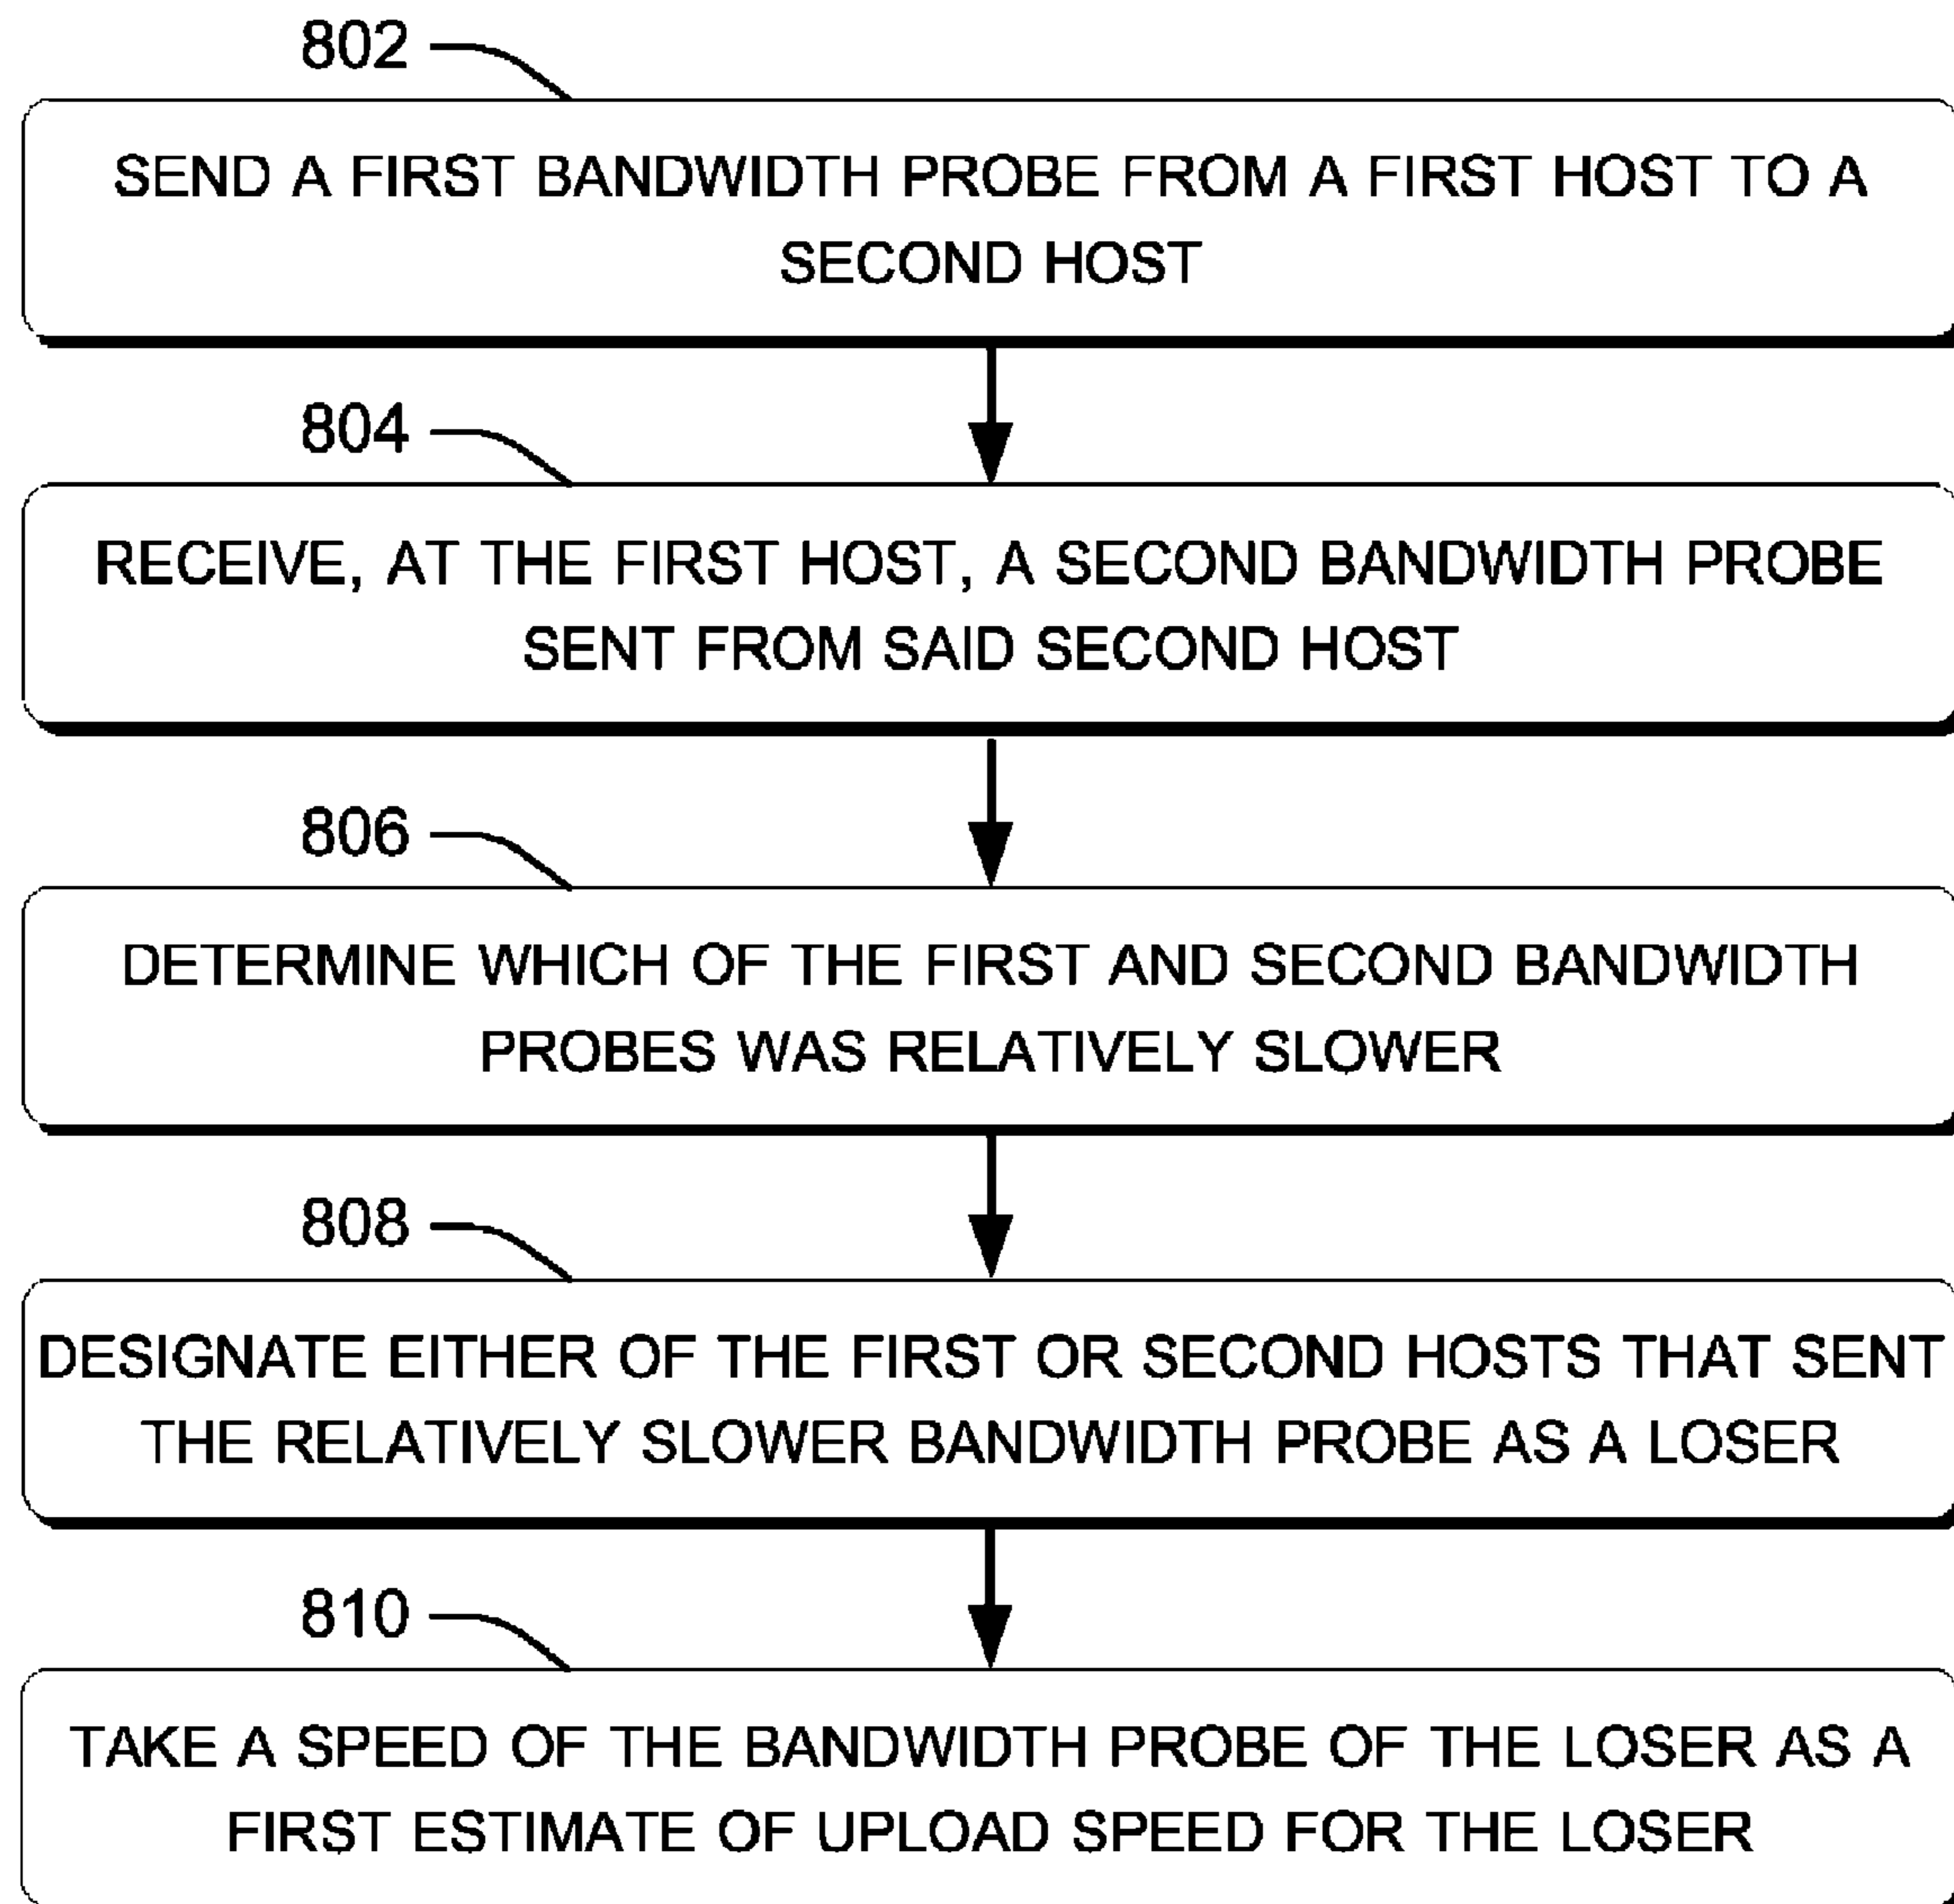 802
SEND A FIRST BANDWIDTH PROBE FROM A FIRST HOST TO A
SECOND HOST
804
RECEIVE, AT THE FIRST HOST, A SECOND BANDWIDTH PROBE
SENT FROM SAID SECOND HOST
806
DETERMINE WHICH OF THE FIRST AND SECOND BANDWIDTH
PROBES WAS RELATIVELY SLOWER
808
DESIGNATE EITHER OF THE FIRST OR SECOND HOSTS THAT SENT
THE RELATIVELY SLOWER BANDWIDTH PROBE AS A LOSER
810
TAKE A SPEED OF THE BANDWIDTH PROBE OF THE LOSER AS A
FIRST ESTIMATE OF UPLOAD SPEED FOR THE LOSER